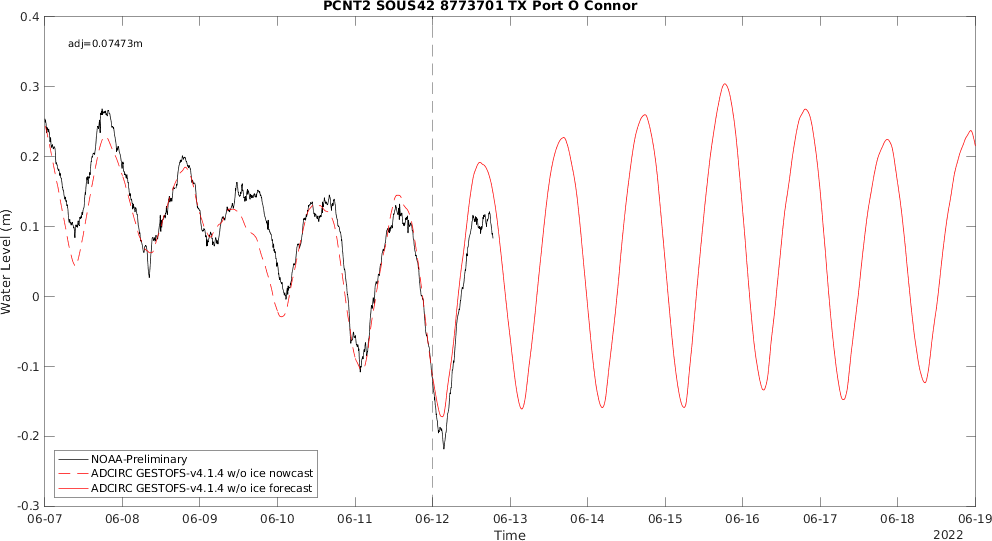 PCNT2 SOUS42 8773701 TX Port O Connor
adj=0.07473m
0.4
0.3
0.2
0.1
0
-0.1
-0.2
-0.3
Water Level (m)
NOAA-Preliminary
ADCIRC GESTOFS-v4.1.4 w/o ice nowcast
ADCIRC GESTOFS-v4.1.4 w/o ice forecast
06-07 06-08 06-09 06-10 06-11 06-12 06-13 06-14 06-15 06-16 06-17 06-18 06-19
Time
2022